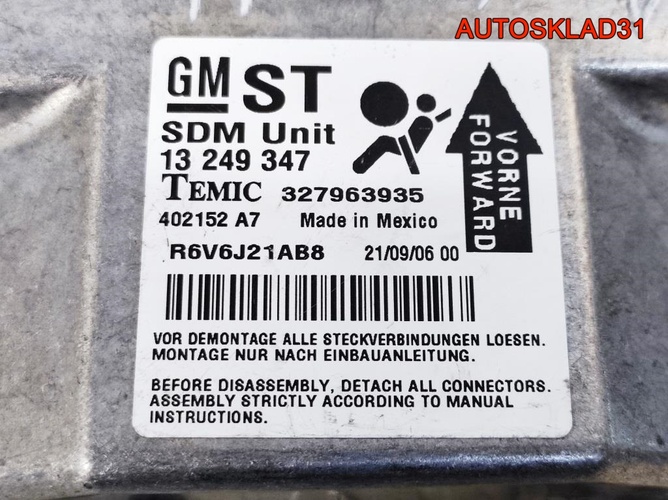 AUTOSKLAD31
GM ST
SDM Unit
13 249 347
TEMIC 327963935
402152 A7 Made in Mexico
R6V6J21AB8 21/09/06 00
VORNE
FORWARD
VOR DEMONTAGE ALLE STECKVERBINDUNGEN LOESEN.
MONTAGE NUR NACH EINBAUANLEITUNG.
BEFORE DISASSEMBLY, DETACH ALL CONNECTORS.
ASSEMBLY STRICTLY ACCORDING TO MANUAL
INSTRUCTIONS.